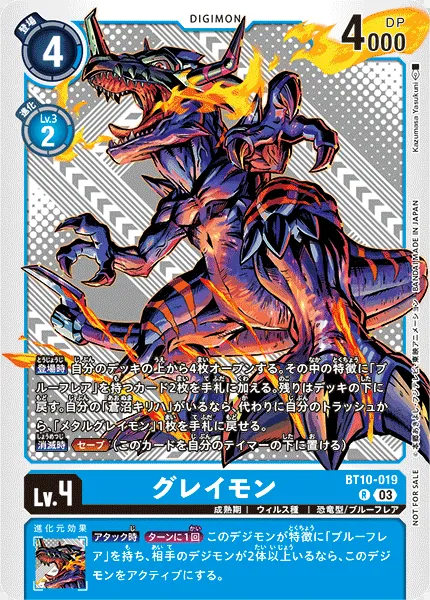 DIGIMON
登場
4
4000
DP
進化
Lv.3
2
Kazumasa Yasukuni
登場時 自分のデッキの上から4枚オープンする。その中の特徴に「ブ
ルーフレア」を持つカード2枚を手札に加える。残りはデッキの下に
戻す。自分の「蒼沼キリハ」がいるなら、代わりに自分のトラッシュか
ら、「メタルグレイモン」1枚を手札に戻せる。
消滅時 セーブ (このカードを自分のテイマーの下に置ける)
BANDAI MADE IN JAPAN
NOT FOR SALE
BT10-019
Lv.4
グレイモン
R 03
成熟期 | ウィルス種 | 恐竜型/ブルーフレア
進化元効果
アタック時 ターンに1回 このデジモンが特徴に「ブルーフレ
ア」を持ち、相手のデジモンが2体以上いるなら、このデジ
モンをアクティブにする。